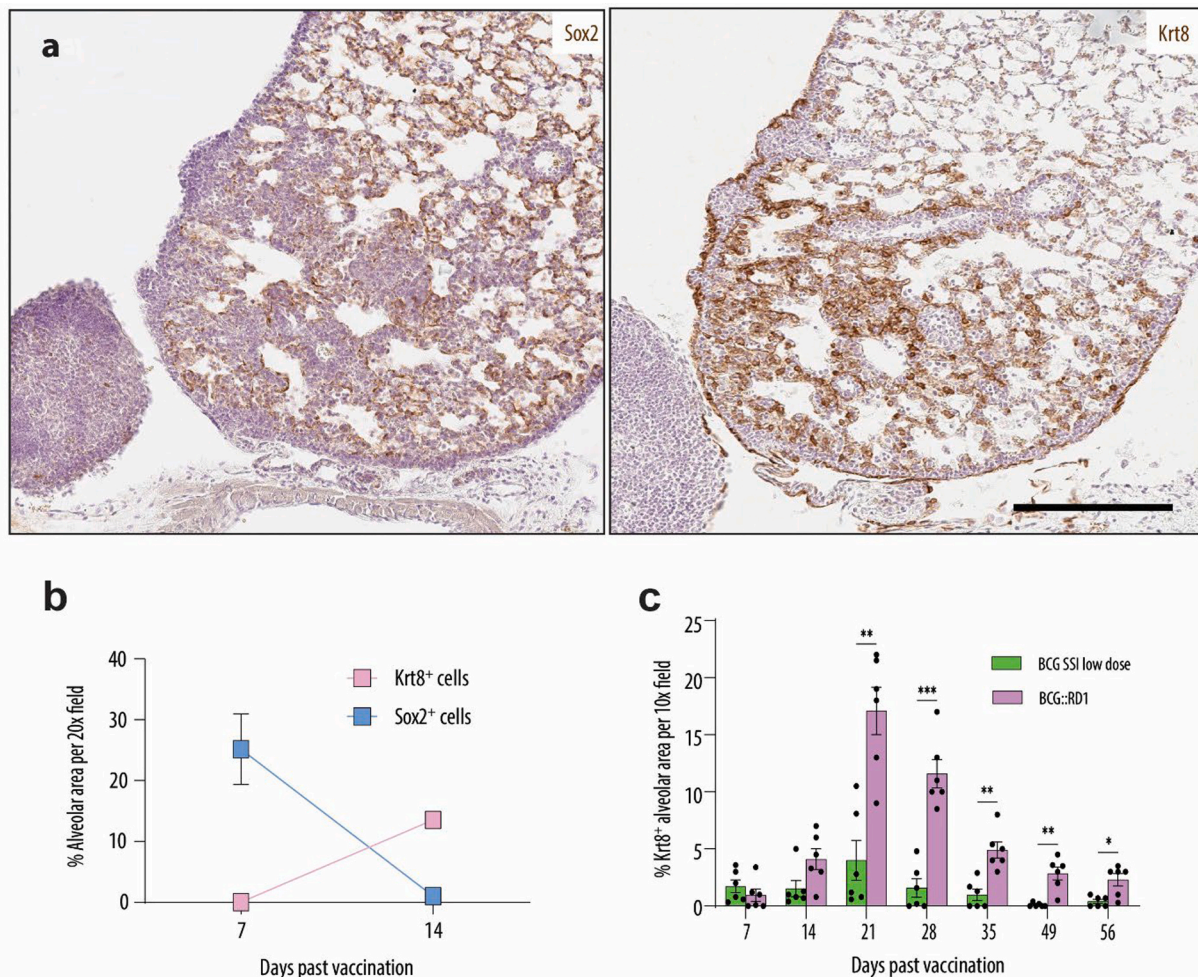 a
Sox2
Krt8
b
% Alveolar area per 20x field
40
30
20
10
0
Krt8⁺ cells
Sox2⁺ cells
7
14
Days past vaccination
c
% Krt8⁺ alveolar area per 10x field
25
20
15
10
5
0
**
***
**
**
*
BCG SSI low dose
BCG::RD1
7
14
21
28
35
49
56
Days past vaccination